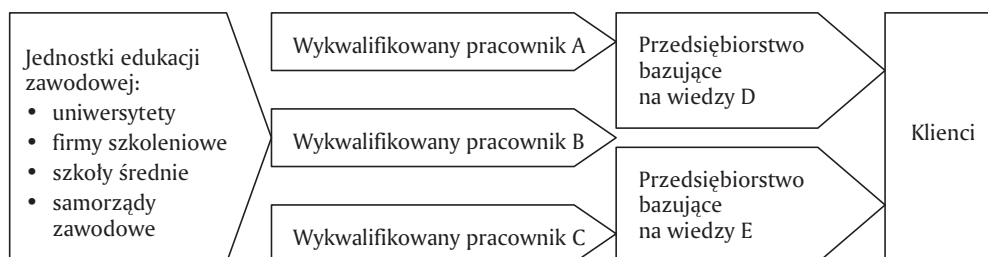 Jednostki edukacji
zawodowej:
• uniwersytety
• firmy szkoleniowe
• szkoły średnie
• samorządy
zawodowe
Wykwalifikowany pracownik A
Wykwalifikowany pracownik B
Wykwalifikowany pracownik C
Przedsiębiorstwo
bazujące
na wiedzy D
Przedsiębiorstwo
bazujące
na wiedzy E
Klienci